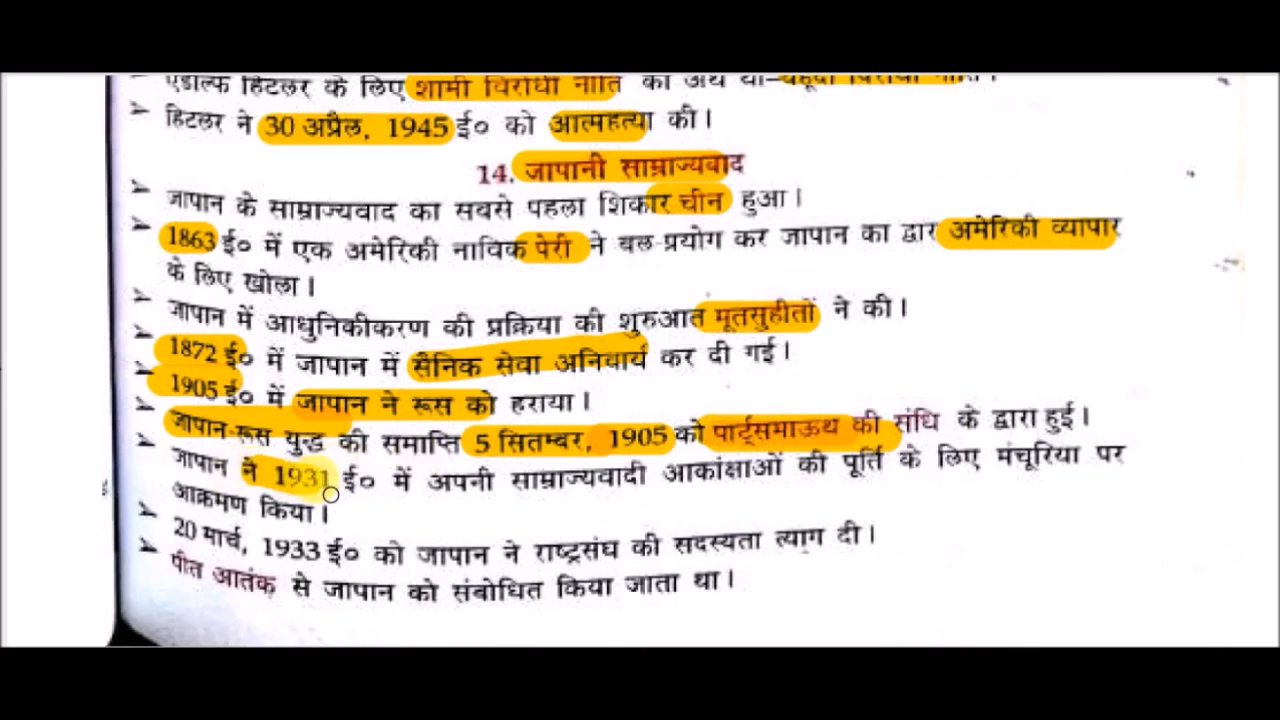 एडोल्फ हिटलर के लिए शामी विरोधी नीति का अर्थ था-यहूदी विरोधी नीति।
➤ हिटलर ने 30 अप्रैल, 1945 ई० को आत्महत्या की।
14. जापानी साम्राज्यवाद
➤ जापान के साम्राज्यवाद का सबसे पहला शिकार चीन हुआ।
➤ 1863 ई० में एक अमेरिकी नाविक पेरी ने बल-प्रयोग कर जापान का द्वार अमेरिकी व्यापार
के लिए खोला।
➤ जापान में आधुनिकीकरण की प्रक्रिया की शुरुआत मूतसुहीतों ने की।
➤ 1872 ई० में जापान में सैनिक सेवा अनिवार्य कर दी गई।
➤ 1905 ई० में जापान ने रूस को हराया।
➤ जापान-रूस युद्ध की समाप्ति 5 सितम्बर, 1905 को पार्ट्समाऊथ की संधि के द्वारा हुई।
➤ जापान ने 1931 ई० में अपनी साम्राज्यवादी आकांक्षाओं की पूर्ति के लिए मंचूरिया पर
आक्रमण किया।
➤ 20 मार्च, 1933 ई० को जापान ने राष्ट्रसंघ की सदस्यता त्याग दी।
➤ पीत आतंक से जापान को संबोधित किया जाता था।